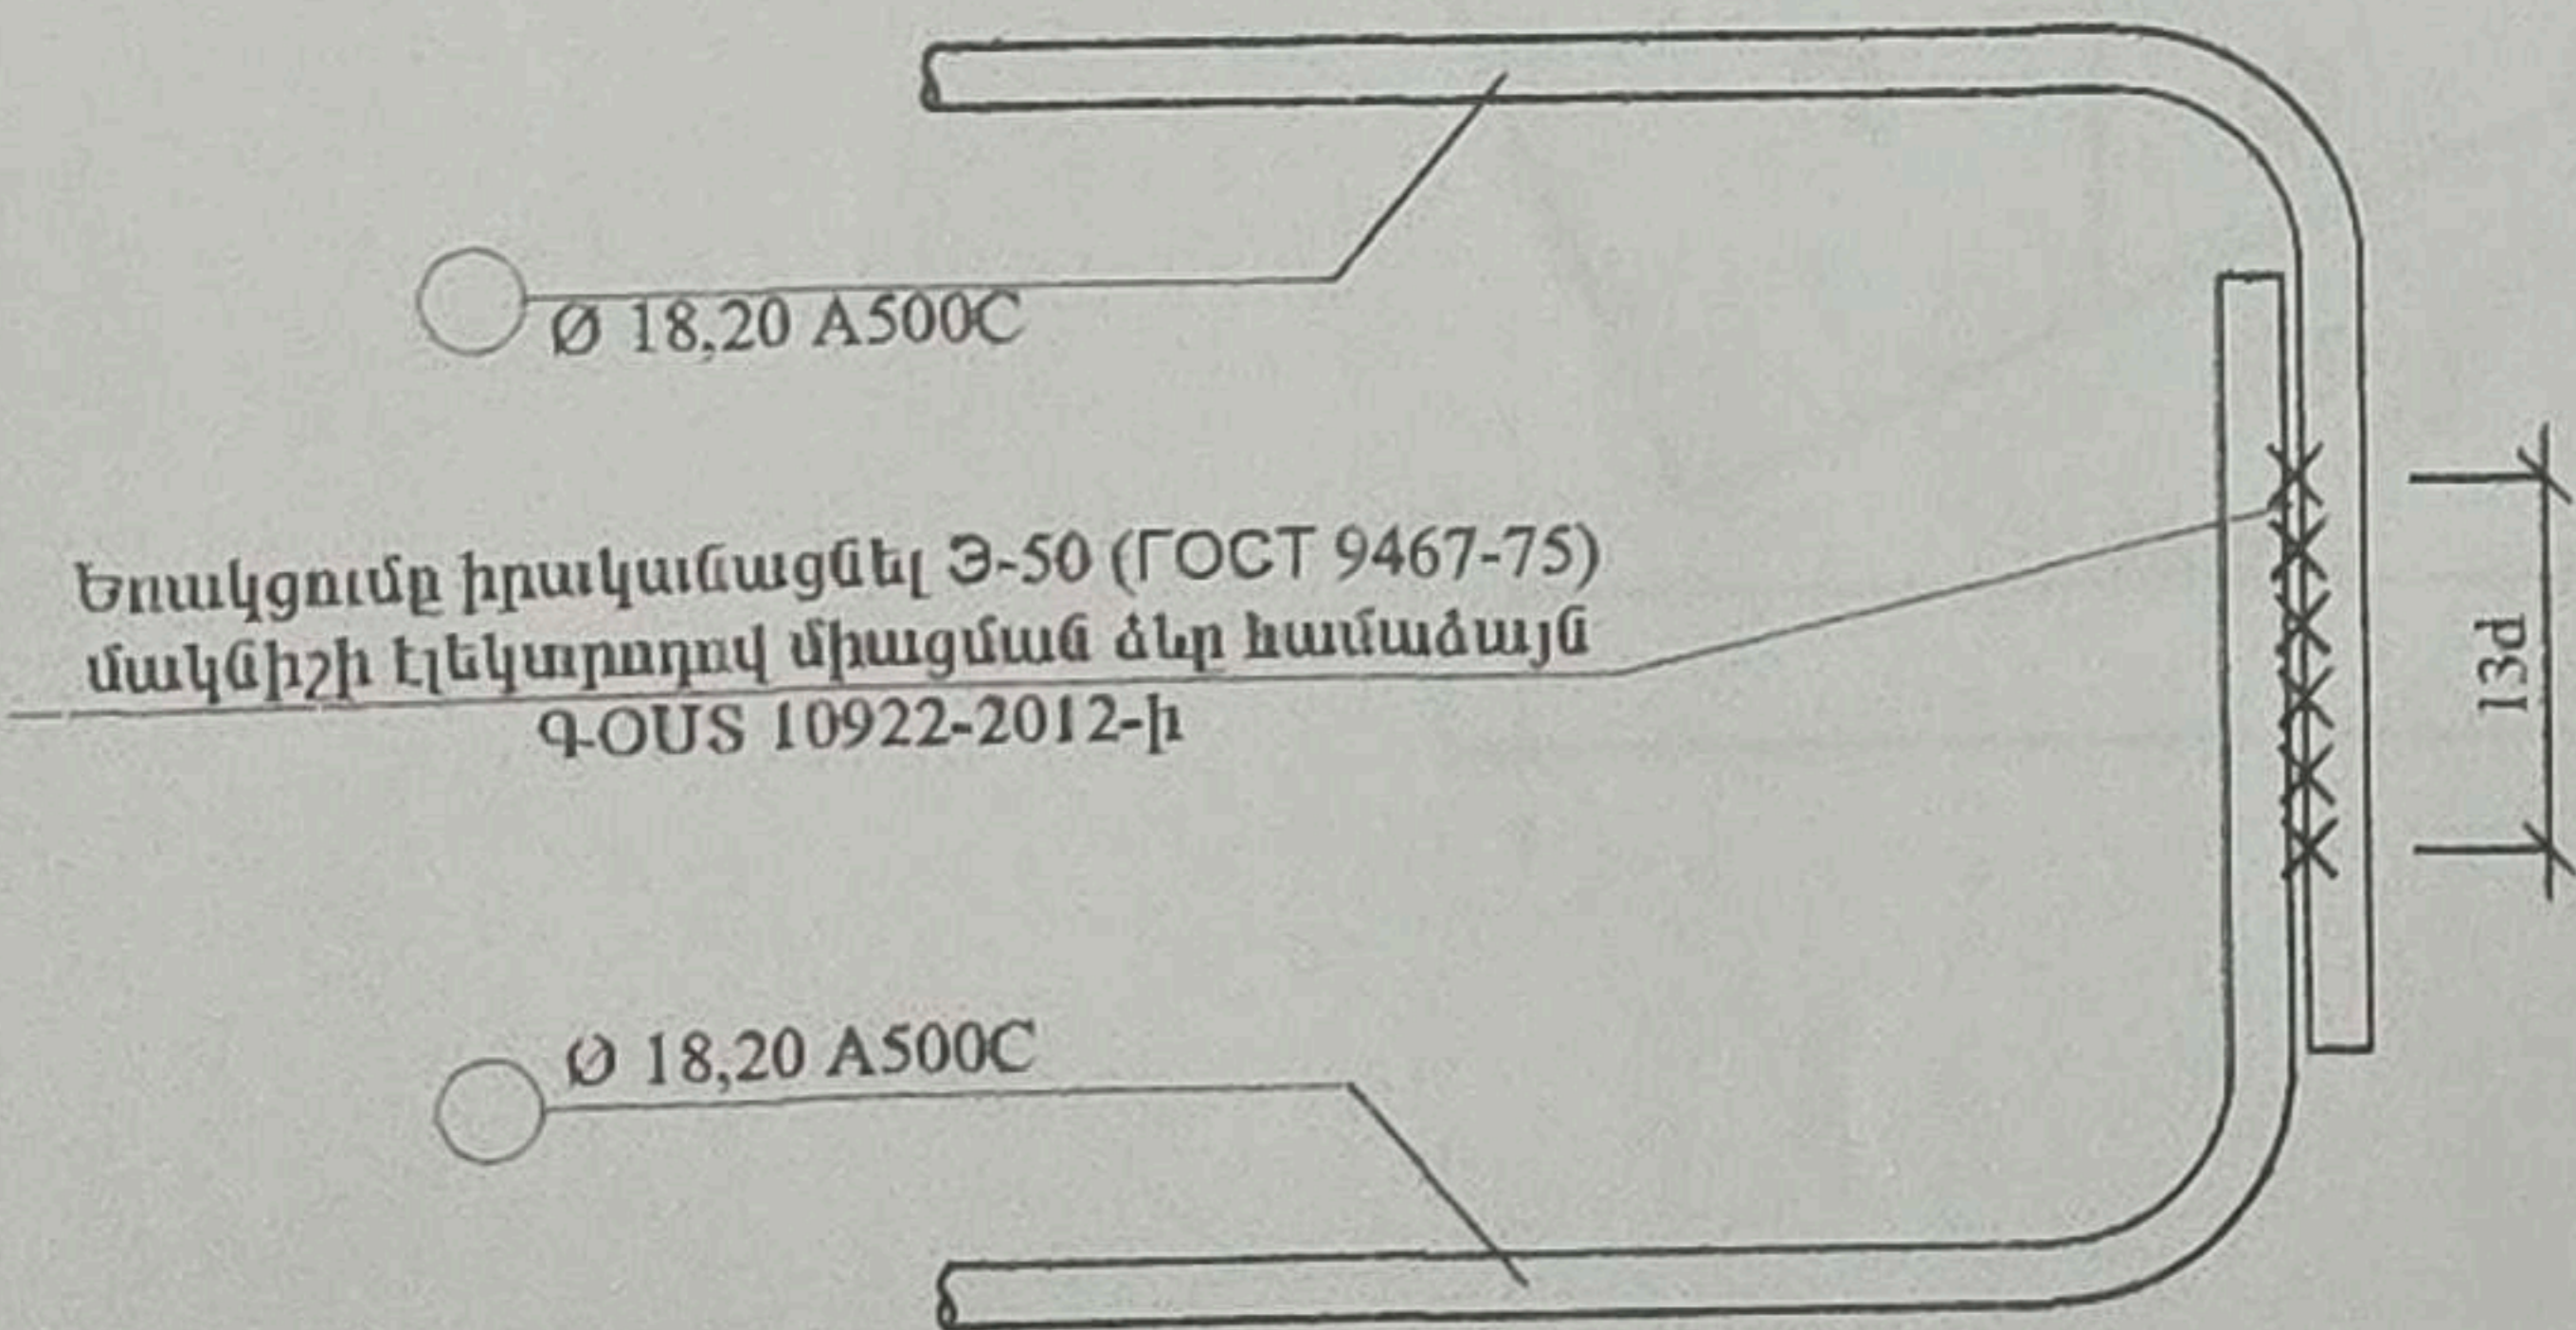 Ø 18,20 A500C
Եռակցումը իրականացնել Э-50 (ГОСТ 9467-75)
մակնիշի էլեկտրոդով միացման ձևը համաձայն
ԳՕՍՏ 10922-2012-ի
13d
Ø 18,20 A500C